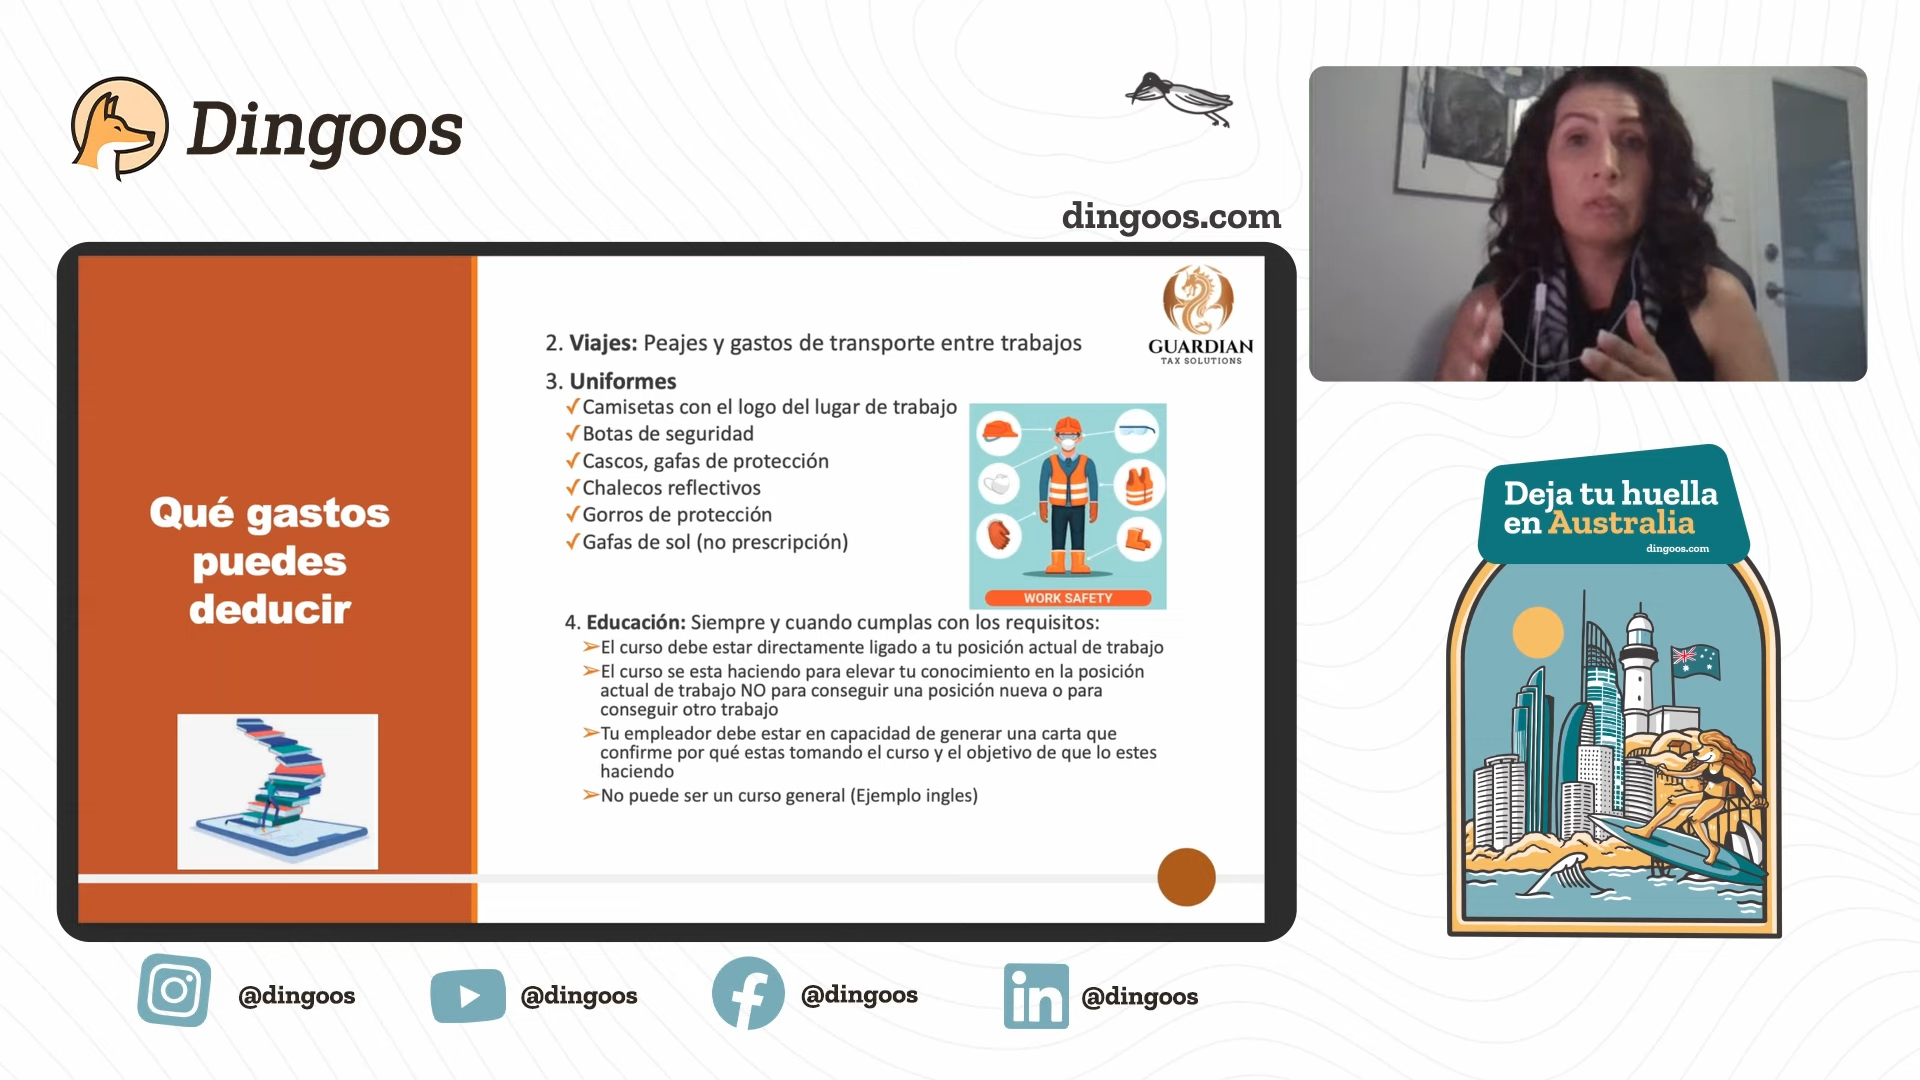 Dingoos
dingoos.com
GUARDIAN
TAX SOLUTIONS
Qué gastos
puedes
deducir
2. Viajes: Peajes y gastos de transporte entre trabajos
3. Uniformes
✓Camisetas con el logo del lugar de trabajo
✓Botas de seguridad
✓Cascos, gafas de protección
✓Chalecos reflectivos
✓Gorros de protección
✓Gafas de sol (no prescripción)
WORK SAFETY
4. Educación: Siempre y cuando cumplas con los requisitos:
➢El curso debe estar directamente ligado a tu posición actual de trabajo
➢El curso se esta haciendo para elevar tu conocimiento en la posición
actual de trabajo NO para conseguir una posición nueva o para
conseguir otro trabajo
➢Tu empleador debe estar en capacidad de generar una carta que
confirme por qué estas tomando el curso y el objetivo de que lo estes
haciendo
➢No puede ser un curso general (Ejemplo ingles)
Deja tu huella
en Australia
dingoos.com
@dingoos
@dingoos
@dingoos
in @dingoos